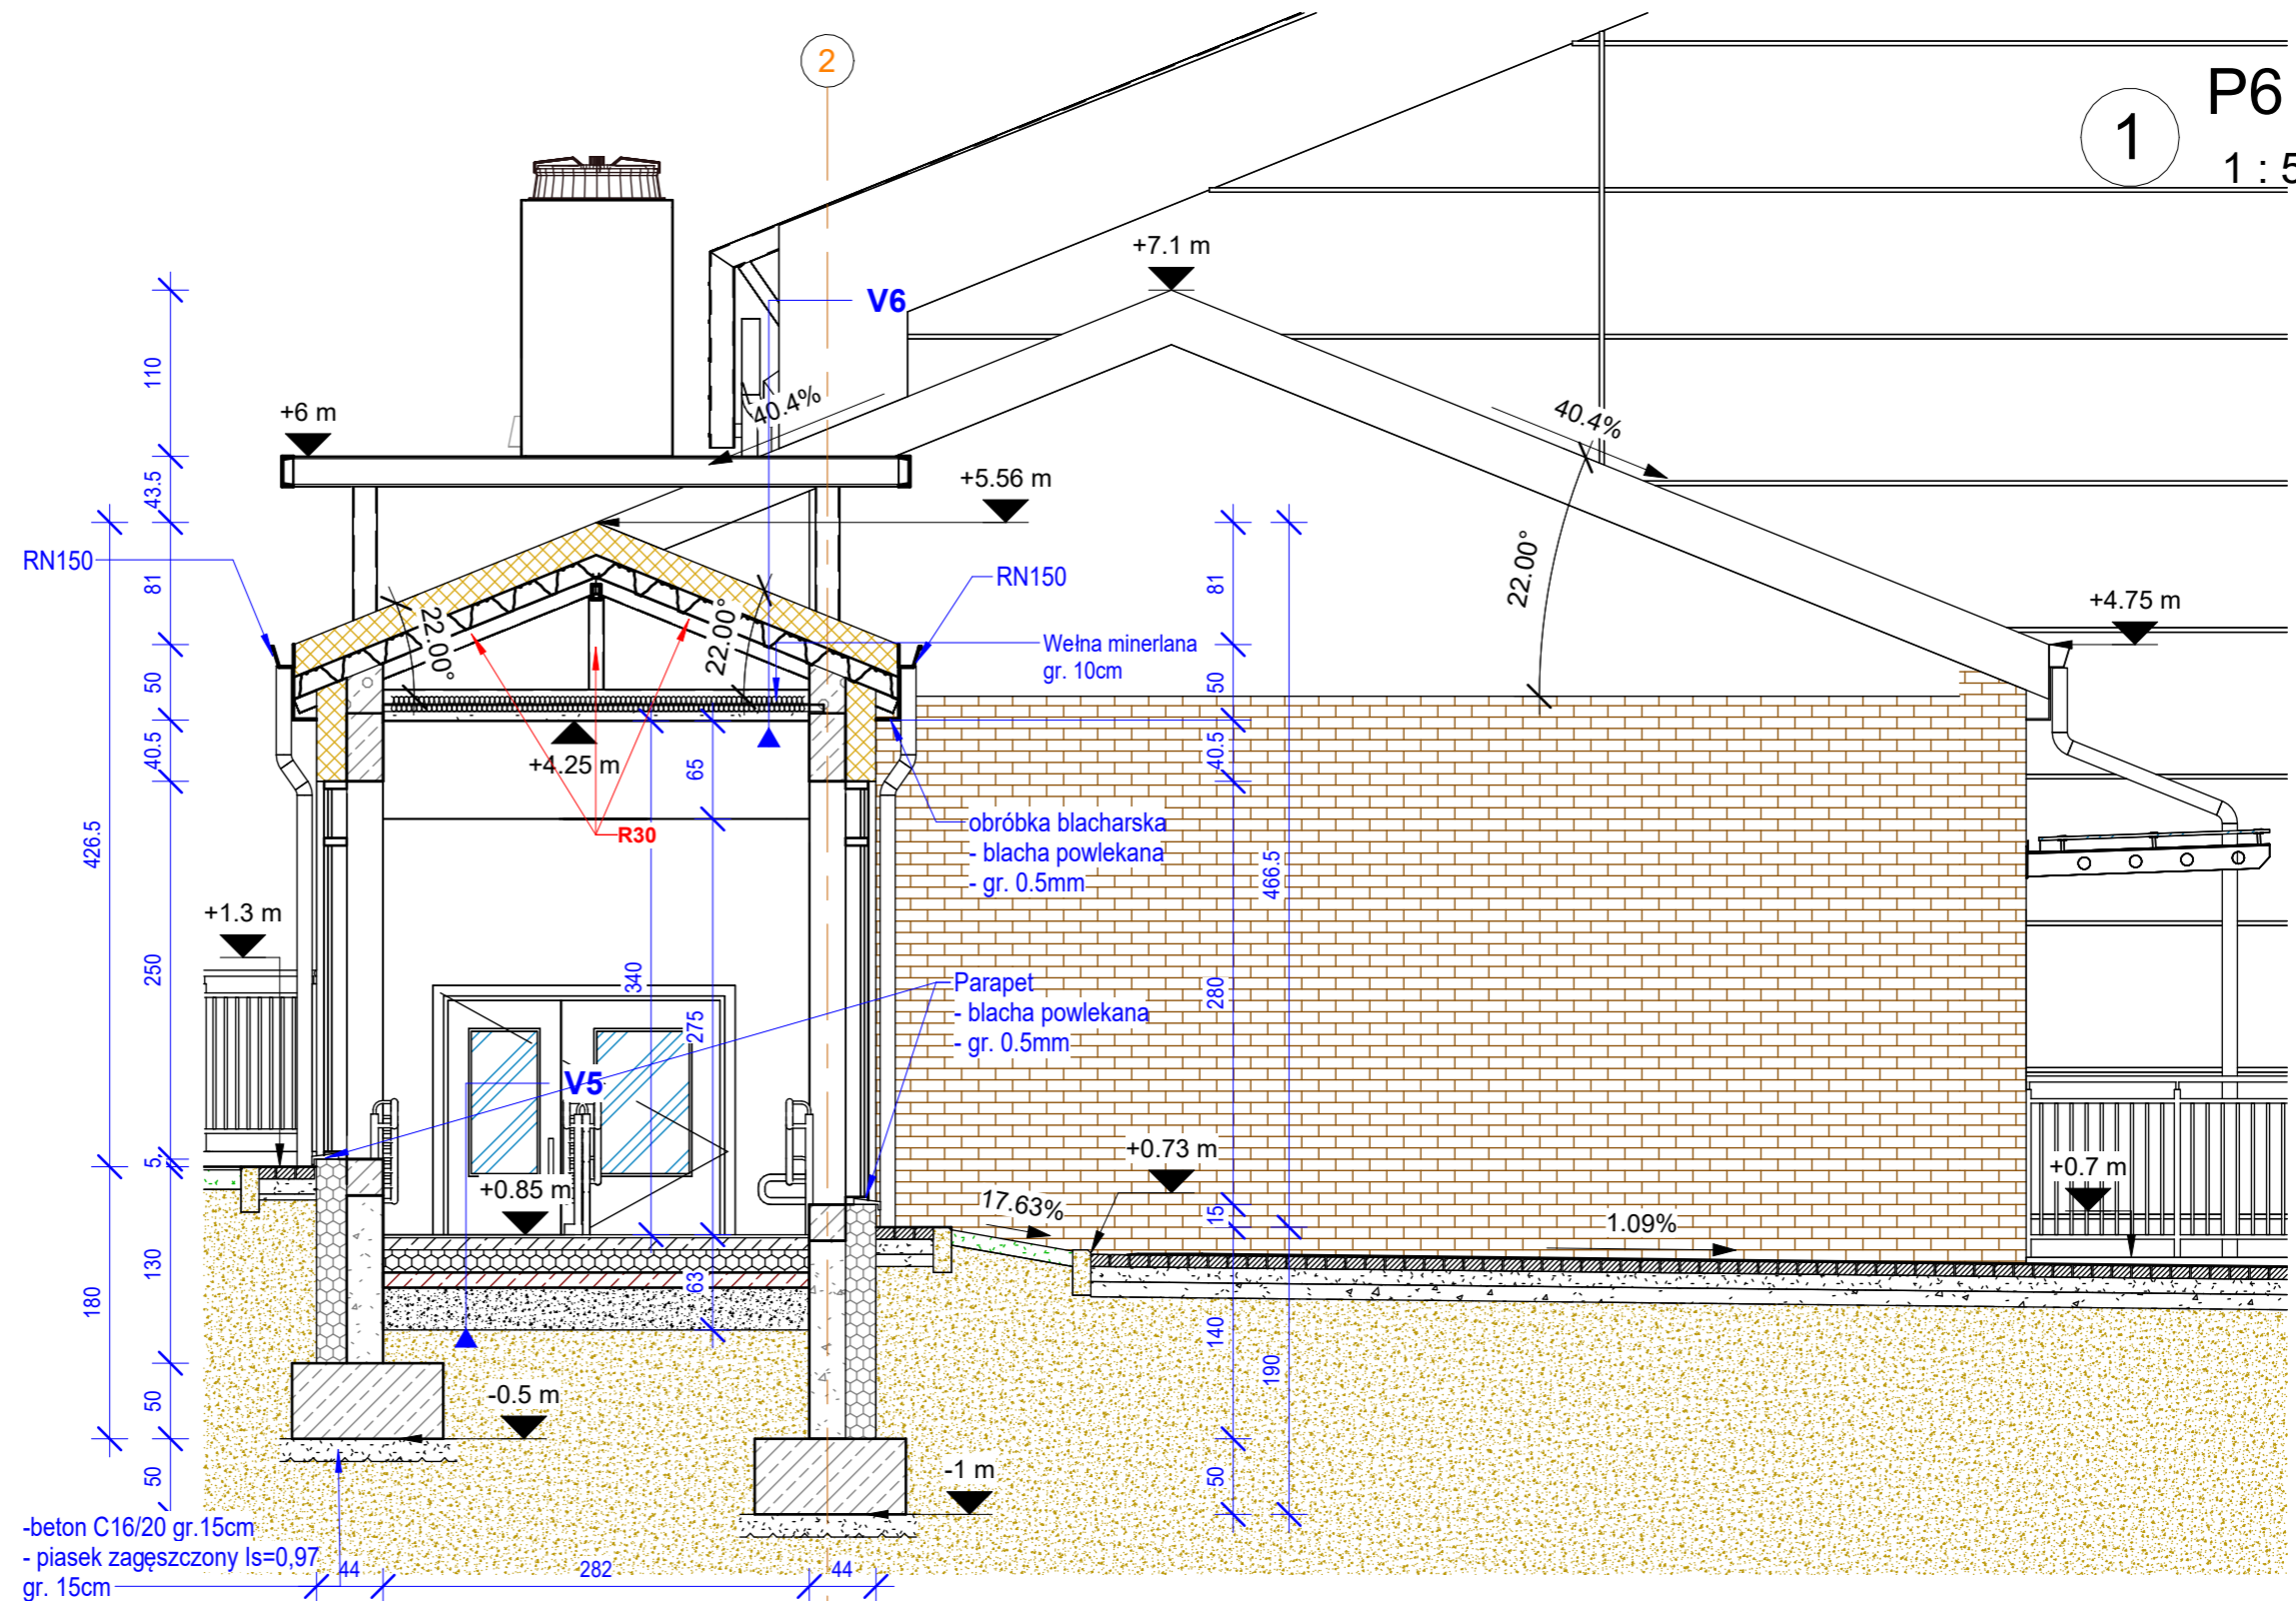 2
P6
1
1 : 5
+7.1 m
V6
110
40.4%
40.4%
+6 m
+5.56 m
43.5
RN150
RN150
22.00°
81
81
22.00°
22.00°
+4.75 m
Wełna minerlana
gr. 10cm
50
50
+4.25 m
65
40.5
40.5
R30
obróbka blacharska
- blacha powlekana
- gr. 0.5mm
426.5
466.5
+1.3 m
250
340
275
280
Parapet
- blacha powlekana
- gr. 0.5mm
V5
5
+0.85 m
+0.73 m
+0.7 m
17.63%
15
1.09%
130
63
180
140
190
50
-0.5 m
50
-1 m
50
-beton C16/20 gr.15cm
- piasek zagęszczony Is=0,97
gr. 15cm
44
282
44